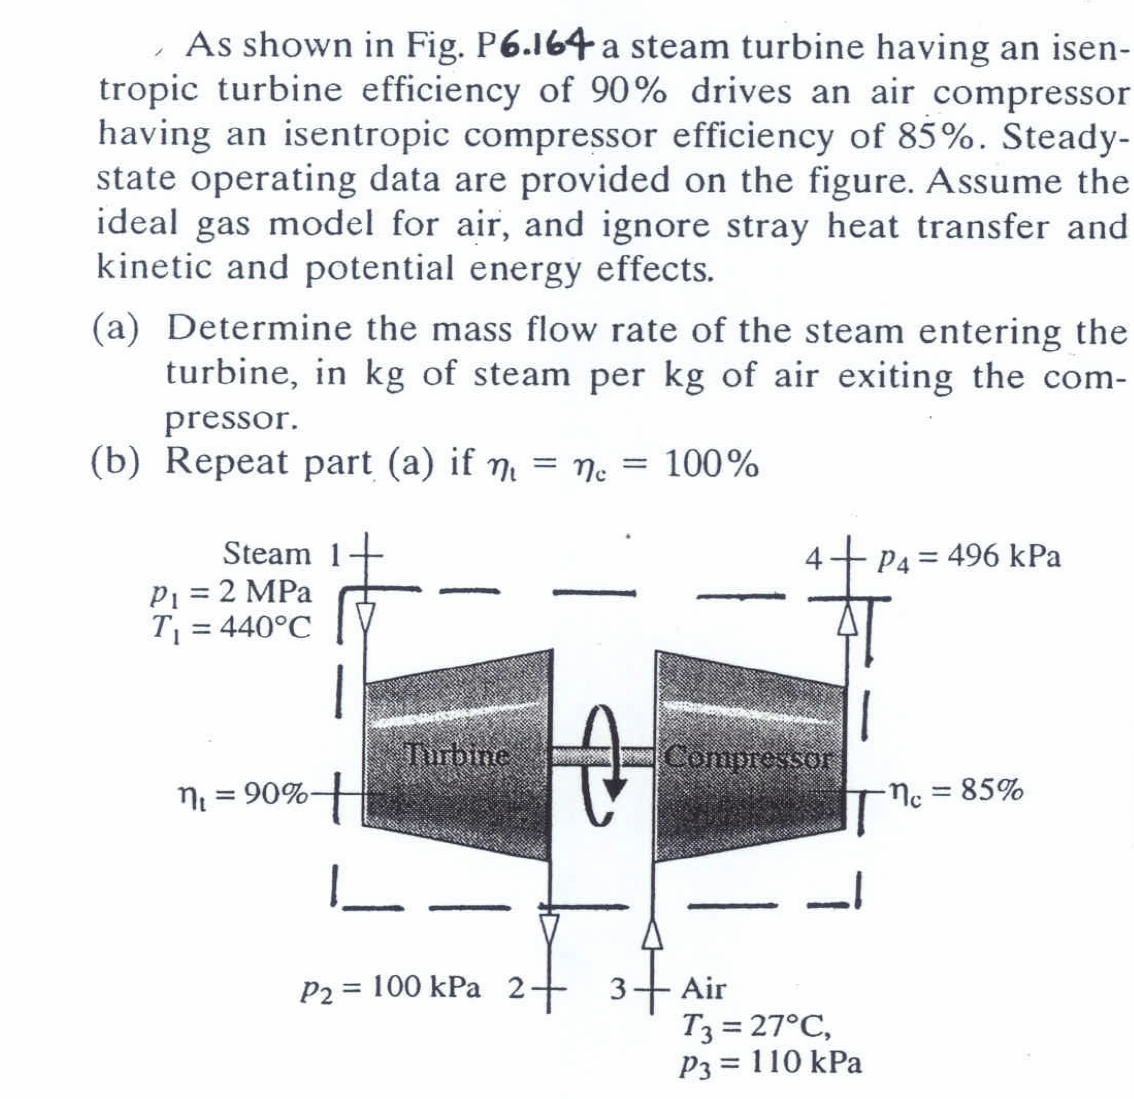 As shown in Fig. P6.164 a steam turbine having an isen-
tropic turbine efficiency of 90% drives an air compressor
having an isentropic compressor efficiency of 85%. Steady-
state operating data are provided on the figure. Assume the
ideal gas model for air, and ignore stray heat transfer and
kinetic and potential energy effects.
(a) Determine the mass flow rate of the steam entering the
turbine, in kg of steam per kg of air exiting the com-
pressor.
(b) Repeat part (a) if ηt = ηc = 100%
Steam 1
p1 = 2 MPa
T1 = 440°C
4 p4 = 496 kPa
Turbine
Compressor
ηt = 90%
ηc = 85%
p2 = 100 kPa 2
3 Air
T3 = 27°C,
p3 = 110 kPa